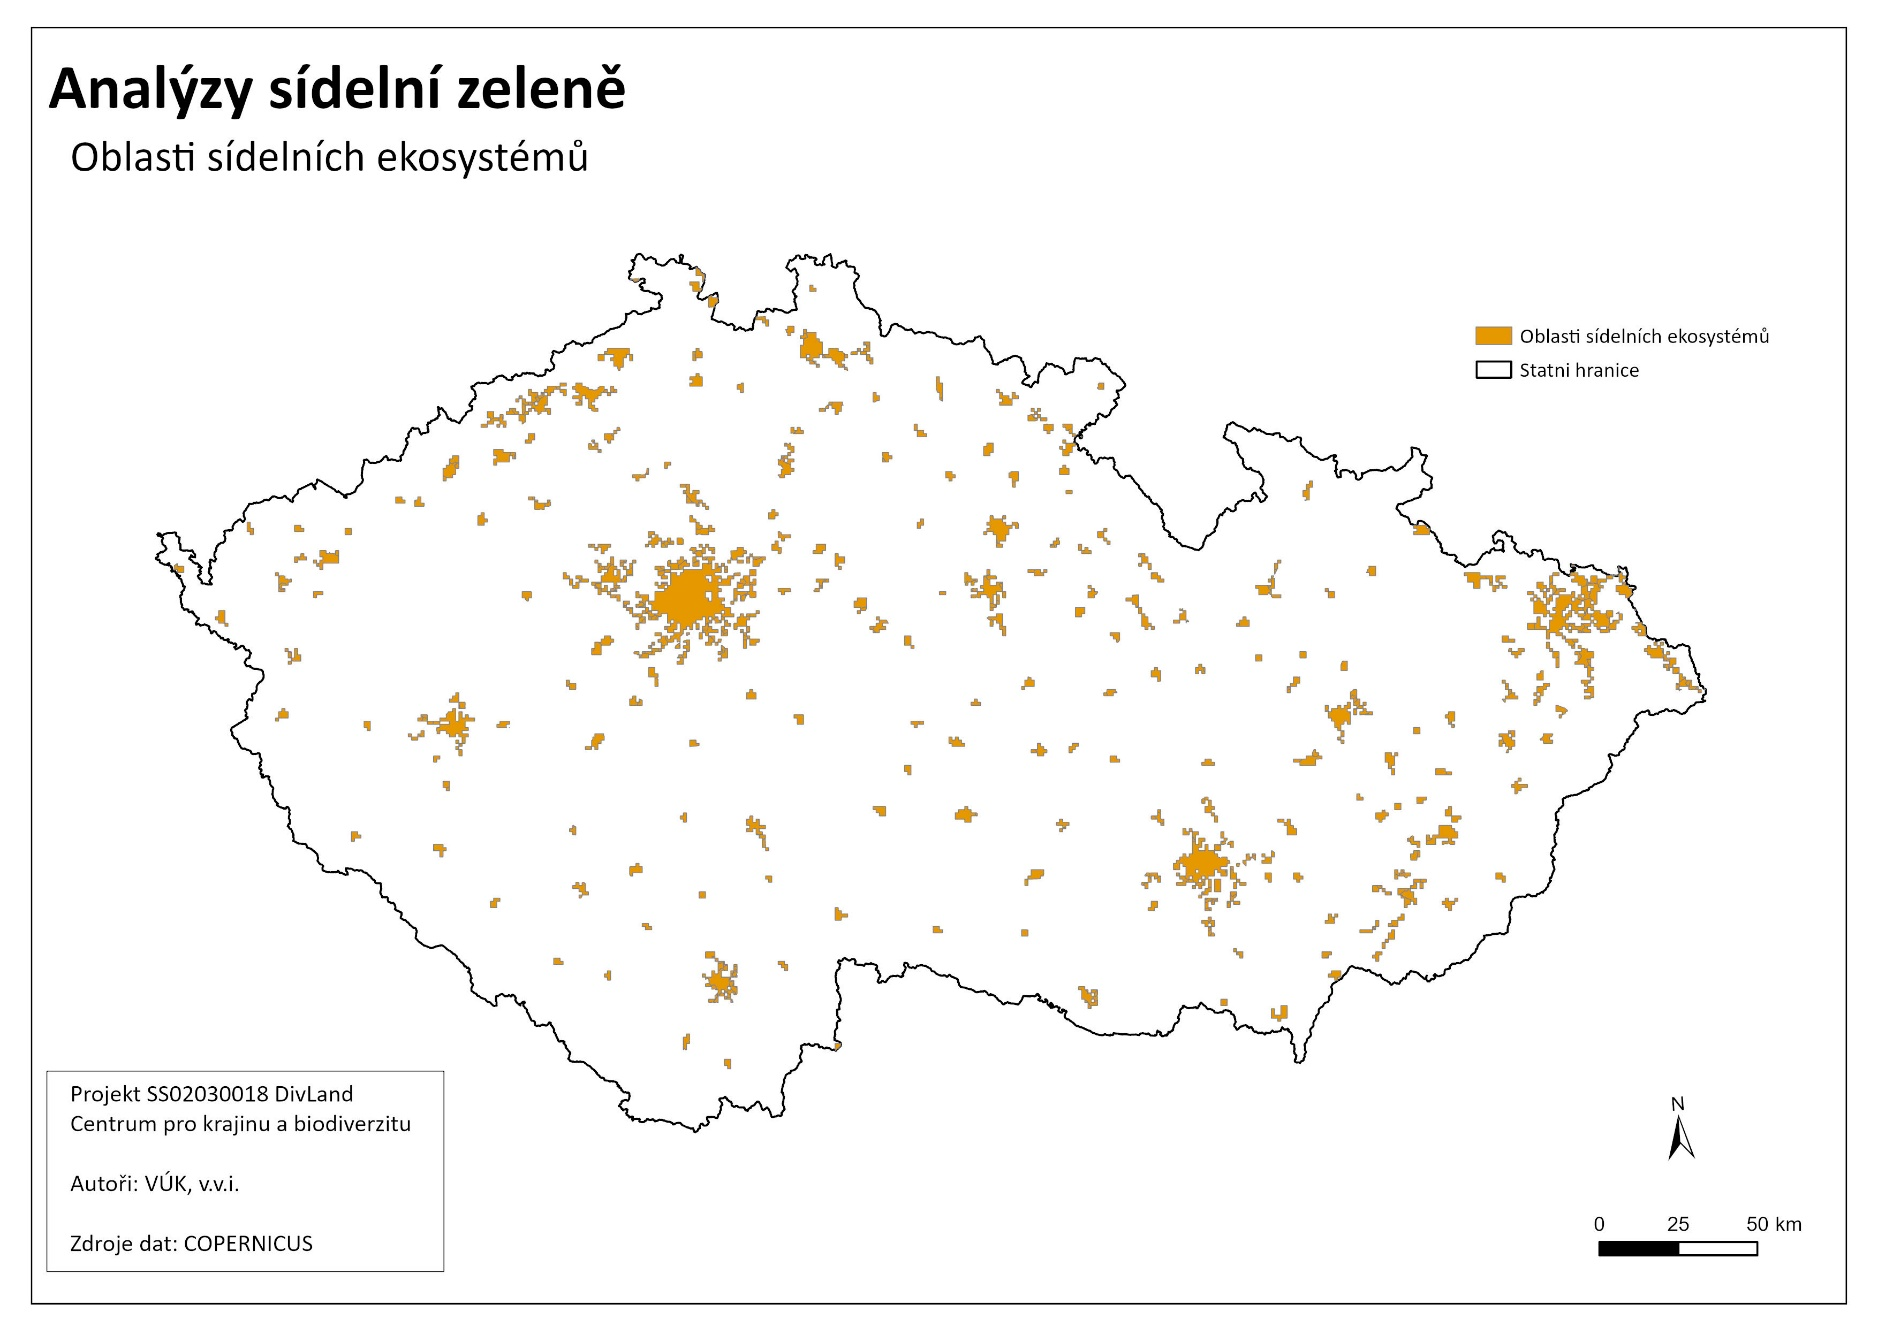 Analýzy sídelní zeleně
Oblasti sídelních ekosystémů
Oblasti sídelních ekosystémů
Statni hranice
Projekt SS02030018 DivLand
Centrum pro krajinu a biodiverzitu
Autoři: VÚK, v.v.i.
Zdroje dat: COPERNICUS
N
0 25 50 km